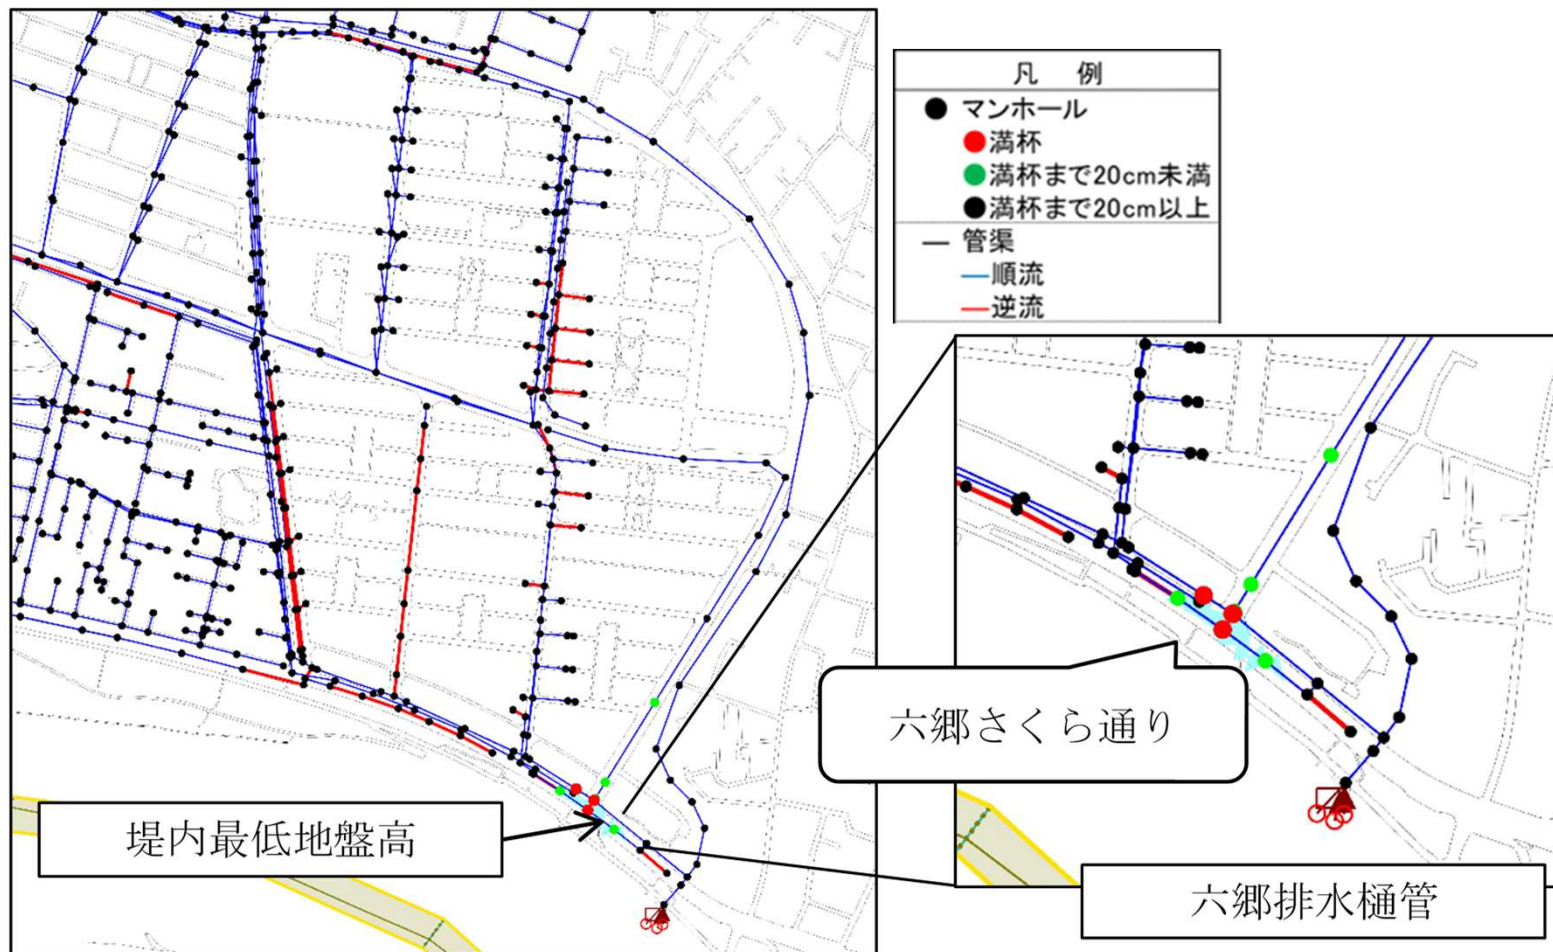 凡 例
マンホール
満杯
満杯まで20cm未満
満杯まで20cm以上
管渠
順流
逆流
六郷さくら通り
堤内最低地盤高
六郷排水樋管